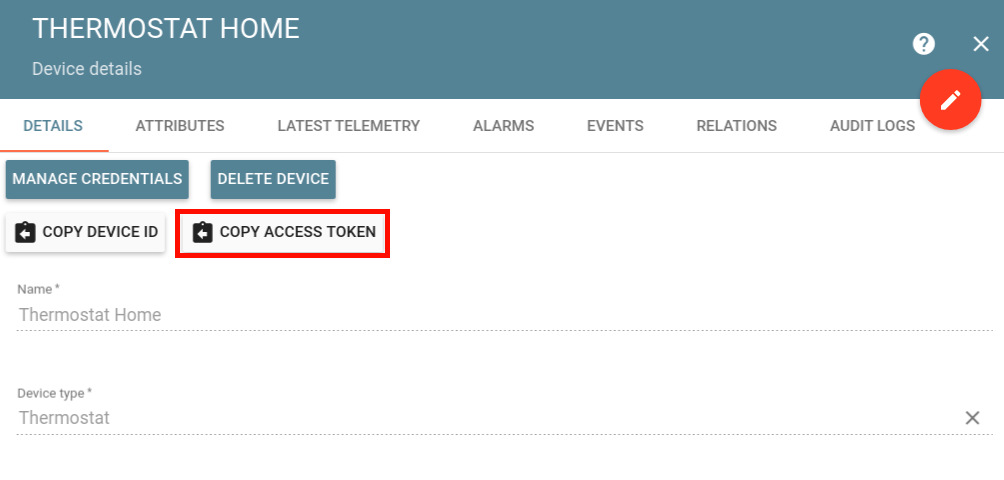 THERMOSTAT HOME
Device details
DETAILS ATTRIBUTES LATEST TELEMETRY ALARMS EVENTS RELATIONS AUDIT LOGS
MANAGE CREDENTIALS DELETE DEVICE
COPY DEVICE ID COPY ACCESS TOKEN
Name *
Thermostat Home
Device type *
Thermostat